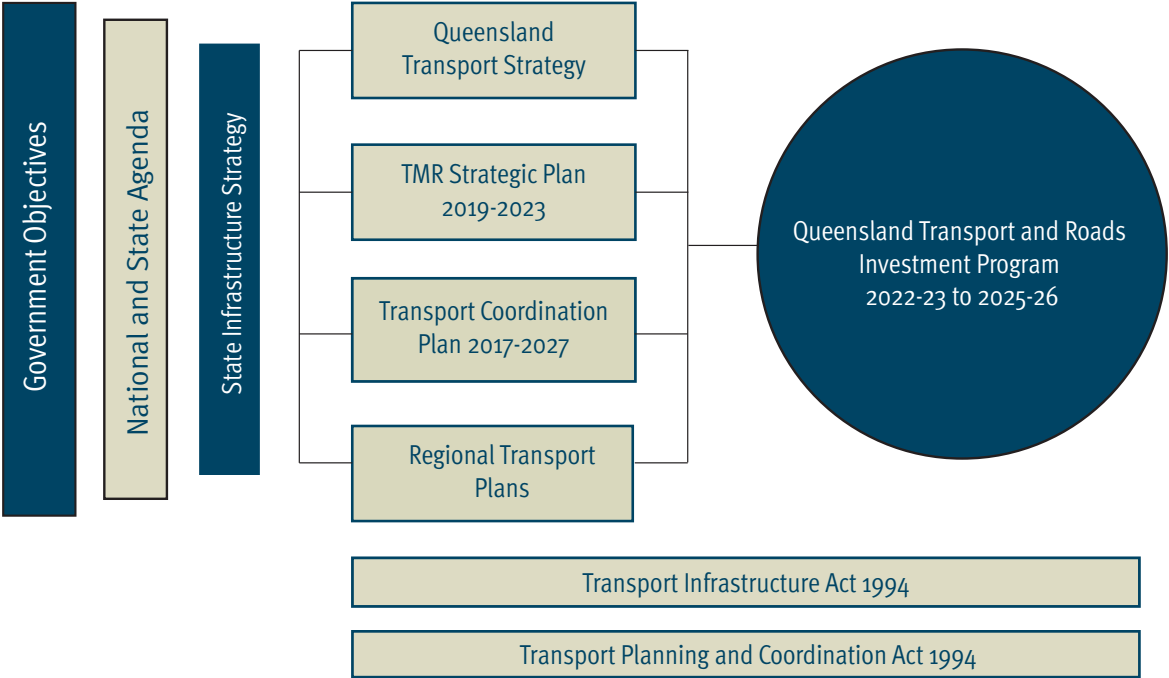 Government Objectives
National and State Agenda
State Infrastructure Strategy
Queensland
Transport Strategy
TMR Strategic Plan
2019-2023
Transport Coordination
Plan 2017-2027
Regional Transport
Plans
Queensland Transport and Roads
Investment Program
2022-23 to 2025-26
Transport Infrastructure Act 1994
Transport Planning and Coordination Act 1994